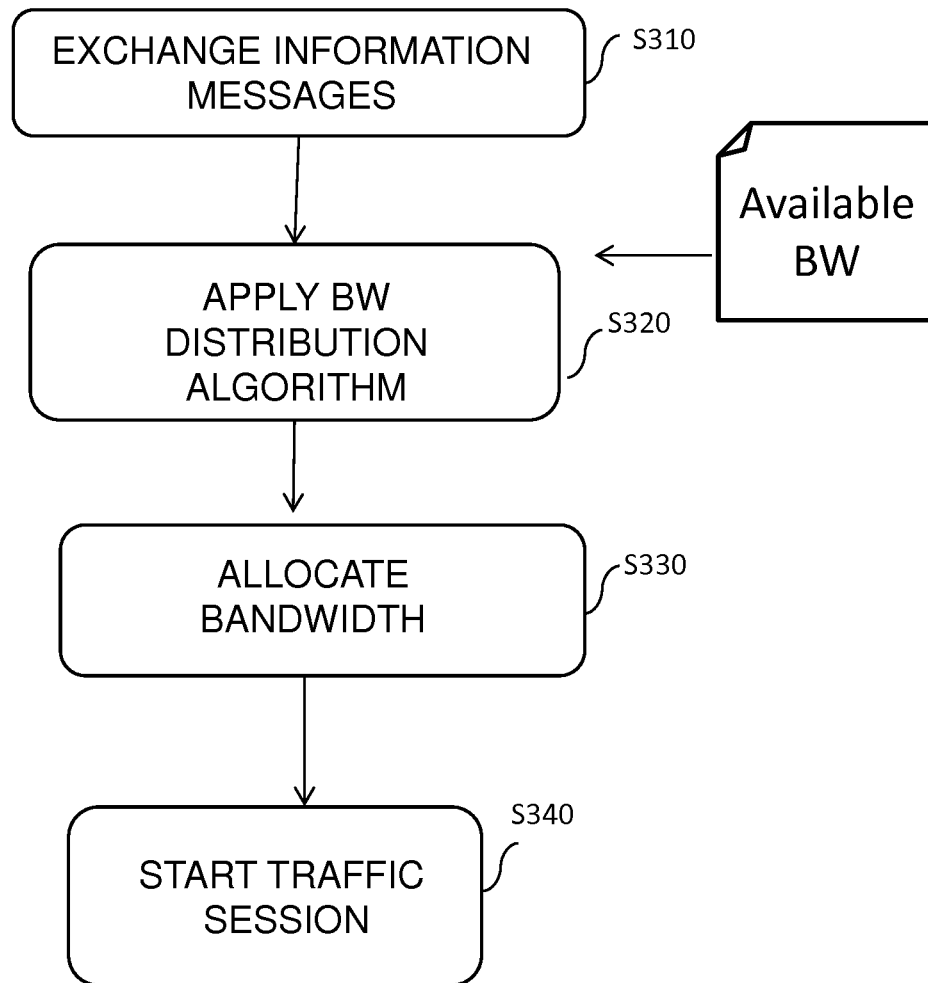 EXCHANGE INFORMATION
MESSAGES
S310
Available
BW
APPLY BW
DISTRIBUTION
ALGORITHM
S320
ALLOCATE
BANDWIDTH
S330
START TRAFFIC
SESSION
S340